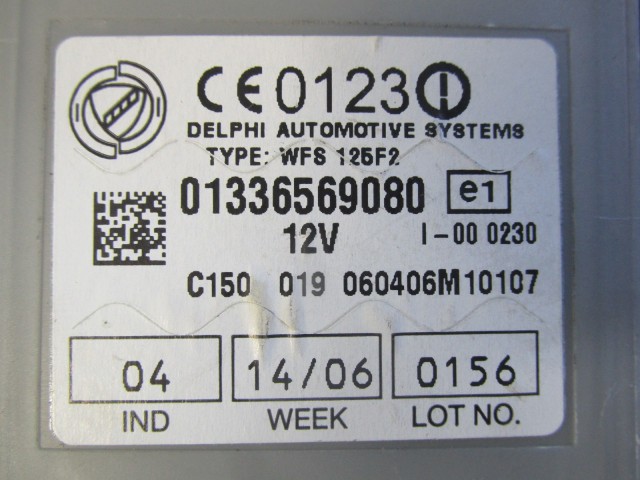 CE0123
DELPHI AUTOMOTIVE SYSTEMS
TYPE: WFS 125F2
01336569080 e1
12V I-00 0230
C150 019 060406M10107
04 14/06 0156
IND WEEK LOT NO.